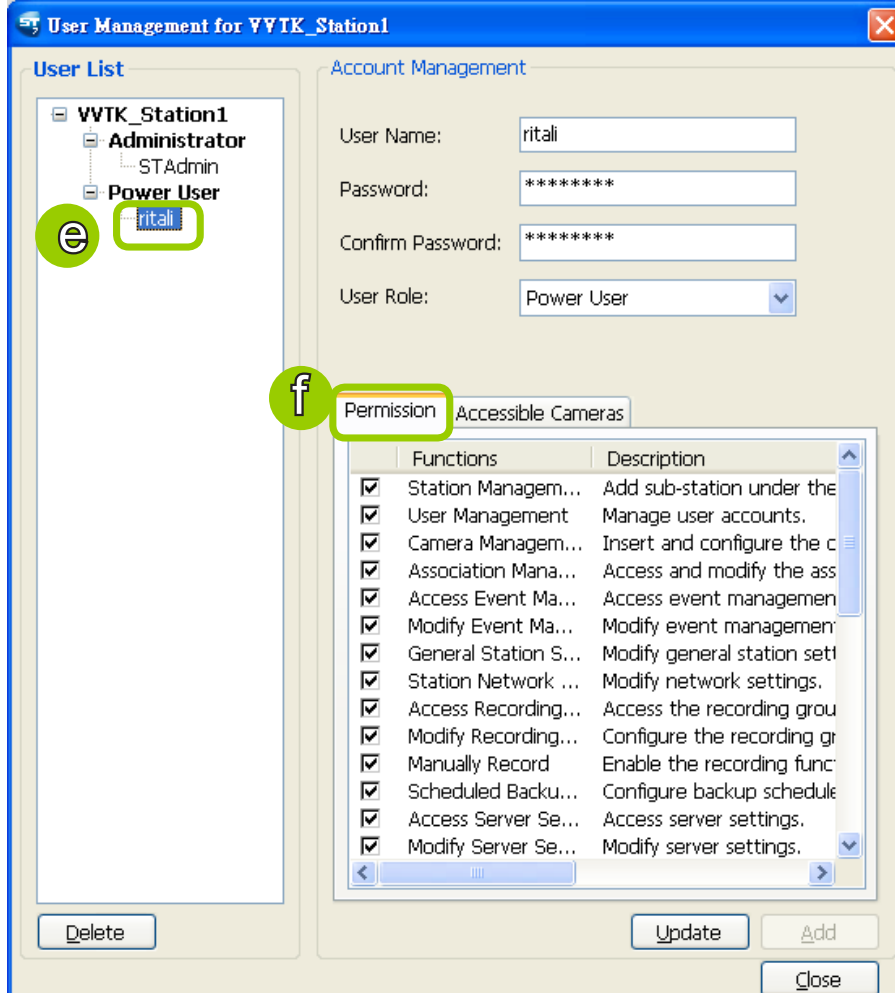 User Management for VVTK_Station1
User List
VVTK_Station1
Administrator
STAdmin
Power User
ritali
e
Account Management
User Name: ritali
Password: ********
Confirm Password: ********
User Role: Power User
f
Permission Accessible Cameras
Functions Description
Station Managem... Add sub-station under the
User Management Manage user accounts.
Camera Managem... Insert and configure the c
Association Mana... Access and modify the ass
Access Event Ma... Access event managemen
Modify Event Ma... Modify event management
General Station S... Modify general station sett
Station Network ... Modify network settings.
Access Recording... Access the recording grou
Modify Recording... Configure the recording gr
Manually Record Enable the recording func
Scheduled Backu... Configure backup schedule
Access Server Se... Access server settings.
Modify Server Se... Modify server settings.
Delete Update Add
Close